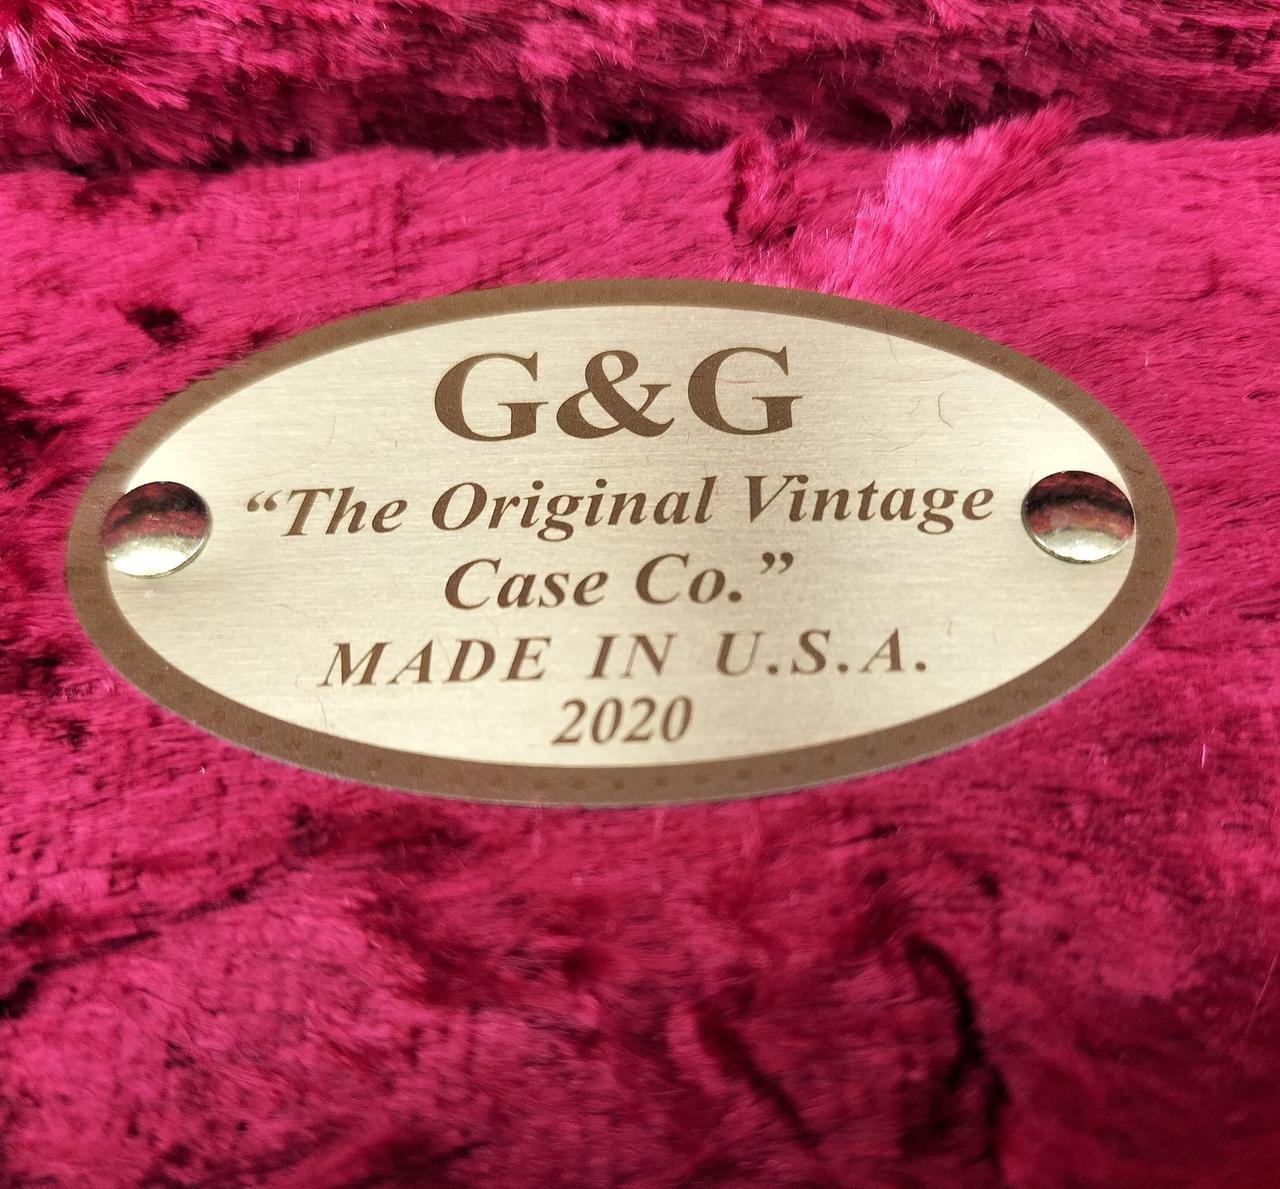 G&G
“The Original Vintage
Case Co.”
MADE IN U.S.A.
2020